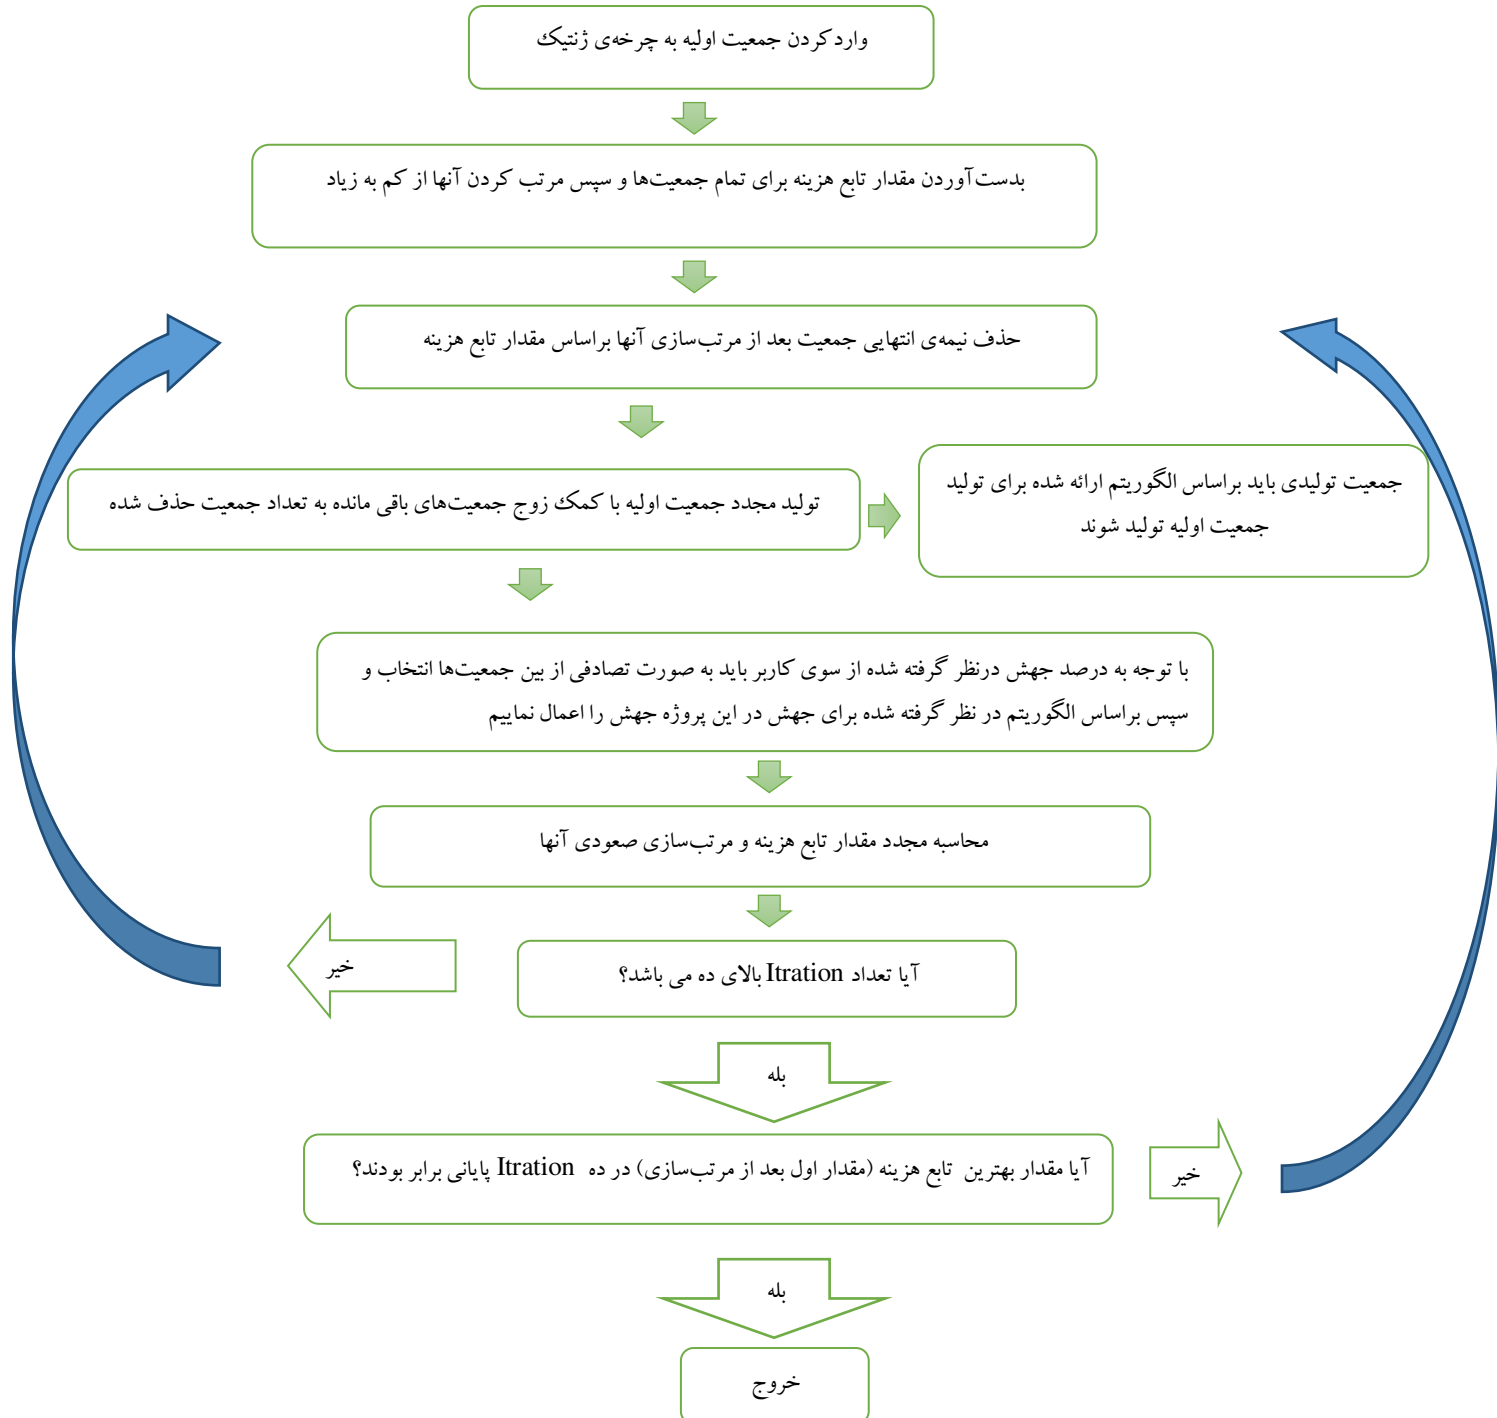 وارد کردن جمعیت اولیه به چرخه‌ی ژنتیک
بدست‌آوردن مقدار تابع هزینه برای تمام جمعیت‌ها و سپس مرتب کردن آنها از کم به زیاد
حذف نیمه‌ی انتهایی جمعیت بعد از مرتب‌سازی آنها براساس مقدار تابع هزینه
تولید مجدد جمعیت اولیه با کمک زوج جمعیت‌های باقی مانده به تعداد جمعیت حذف شده
جمعیت تولیدی باید براساس الگوریتم ارائه شده برای تولید
جمعیت اولیه تولید شوند
با توجه به درصد جهش درنظر گرفته شده از سوی کاربر باید به صورت تصادفی از بین جمعیت‌ها انتخاب و
سپس براساس الگوریتم در نظر گرفته شده برای جهش در این پروژه جهش را اعمال نماییم
محاسبه مجدد مقدار تابع هزینه و مرتب‌سازی صعودی آنها
آیا تعداد Itration بالای ده می باشد؟
خیر
بله
آیا مقدار بهترین تابع هزینه (مقدار اول بعد از مرتب‌سازی) در ده Itration پایانی برابر بودند؟
خیر
بله
خروج